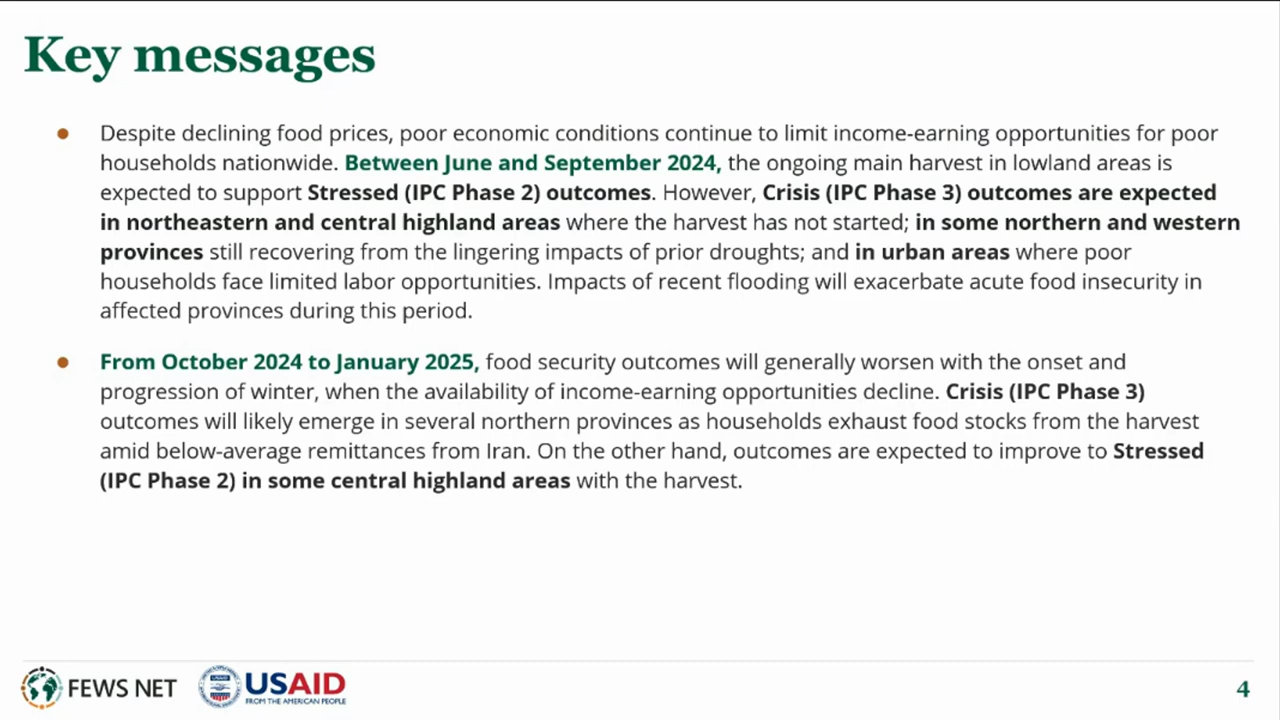 Key messages
Despite declining food prices, poor economic conditions continue to limit income-earning opportunities for poor
households nationwide. Between June and September 2024, the ongoing main harvest in lowland areas is
expected to support Stressed (IPC Phase 2) outcomes. However, Crisis (IPC Phase 3) outcomes are expected
in northeastern and central highland areas where the harvest has not started; in some northern and western
provinces still recovering from the lingering impacts of prior droughts; and in urban areas where poor
households face limited labor opportunities. Impacts of recent flooding will exacerbate acute food insecurity in
affected provinces during this period.
From October 2024 to January 2025, food security outcomes will generally worsen with the onset and
progression of winter, when the availability of income-earning opportunities decline. Crisis (IPC Phase 3)
outcomes will likely emerge in several northern provinces as households exhaust food stocks from the harvest
amid below-average remittances from Iran. On the other hand, outcomes are expected to improve to Stressed
(IPC Phase 2) in some central highland areas with the harvest.
FEWS NET
USAID
FROM THE AMERICAN PEOPLE
4